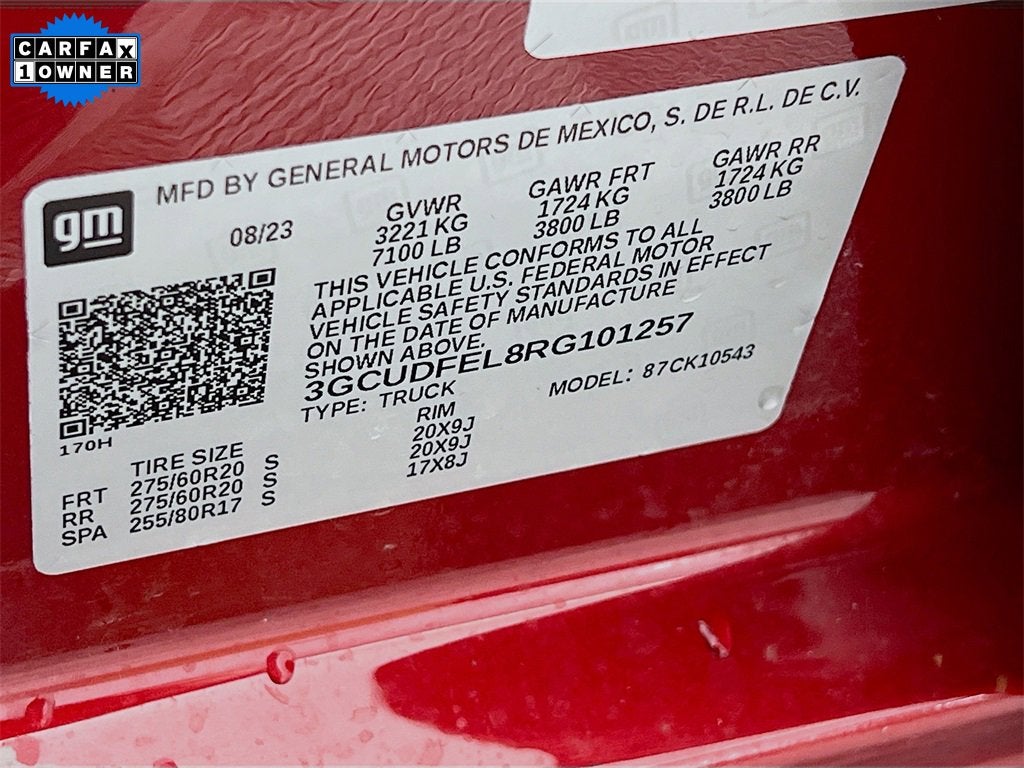 CARFAX
1 OWNER
MFD BY GENERAL MOTORS DE MEXICO, S. DE R.L. DE C.V.
gm
08/23
GVWR
3221 KG
7100 LB
GAWR FRT
1724 KG
3800 LB
GAWR RR
1724 KG
3800 LB
THIS VEHICLE CONFORMS TO ALL
APPLICABLE U.S. FEDERAL MOTOR
VEHICLE SAFETY STANDARDS IN EFFECT
ON THE DATE OF MANUFACTURE
SHOWN ABOVE.
3GCUDFEL8RG101257
TYPE: TRUCK
MODEL: 87CK10543
170H
TIRE SIZE RIM
FRT 275/60R20 S 20X9J
RR 275/60R20 S 20X9J
SPA 255/80R17 S 17X8J